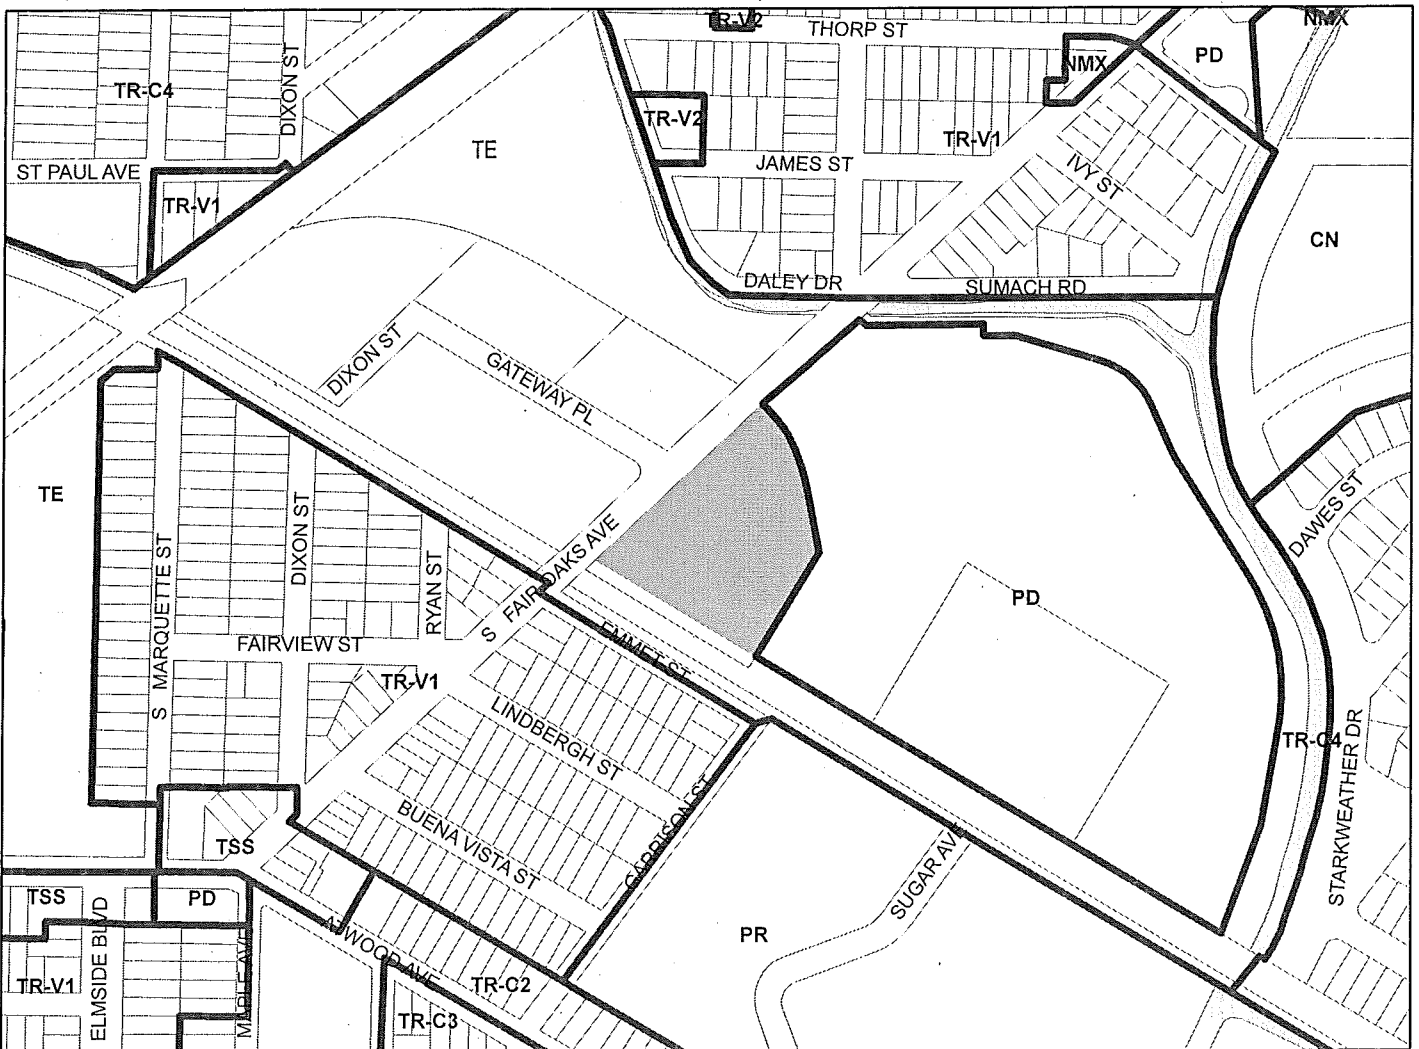 TR-V2
NMX
THORP ST
DIXON ST
PD
NMX
TR-C4
TR-V2
TR-V1
TE
JAMES ST
ST PAUL AVE
IVY ST
TR-V1
CN
DALEY DR
SUMACH RD
DIXON ST
GATEWAY PL
TE
DAWES ST
S MARQUETTE ST
DIXON ST
RYAN ST
S FAIR OAKS AVE
PD
FAIRVIEW ST
EMMET ST
TR-V1
LINDBERGH ST
TR-C4
STARKWEATHER DR
GARRISON ST
BUENA VISTA ST
TSS
SUGAR AVE
TSS
PD
ELMSIDE BLVD
MAPLE AVE
ATWOOD AVE
PR
TR-V1
TR-C2
TR-C3